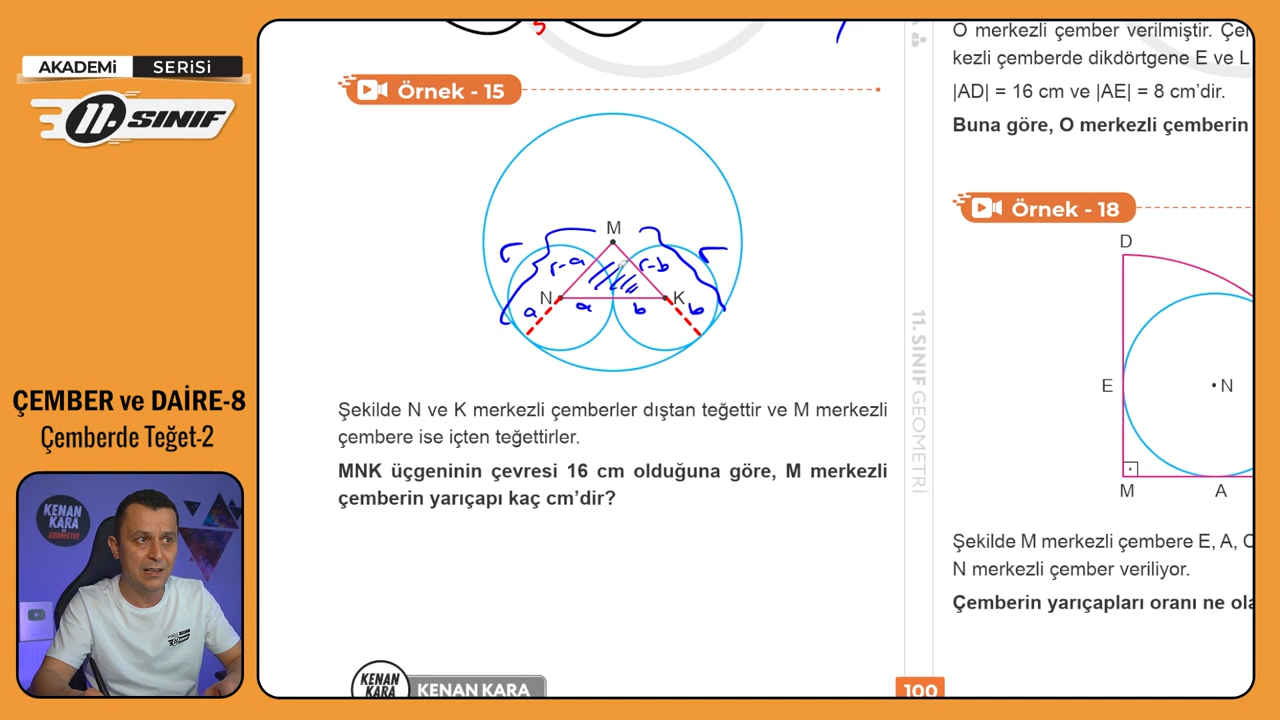 AKADEMİ SERİSİ
11. SINIF
ÇEMBER ve DAİRE-8
Çemberde Teğet-2
KENAN
KARA
GEOMETRİ
Örnek - 15
M
r
r
r-a
r-b
N
K
a
a
b
b
Şekilde N ve K merkezli çemberler dıştan teğettir ve M merkezli
çembere ise içten teğettirler.
MNK üçgeninin çevresi 16 cm olduğuna göre, M merkezli
çemberin yarıçapı kaç cm'dir?
KENAN
KARA
KENAN KARA
11. SINIF GEOMETRİ
100
O merkezli çember verilmiştir.
kezli çemberde dikdörtgene E ve L
|AD| = 16 cm ve |AE| = 8 cm'dir.
Buna göre, O merkezli çemberin
Örnek - 18
D
E
N
M
A
Şekilde M merkezli çembere E, A,
N merkezli çember veriliyor.
Çemberin yarıçapları oranı ne